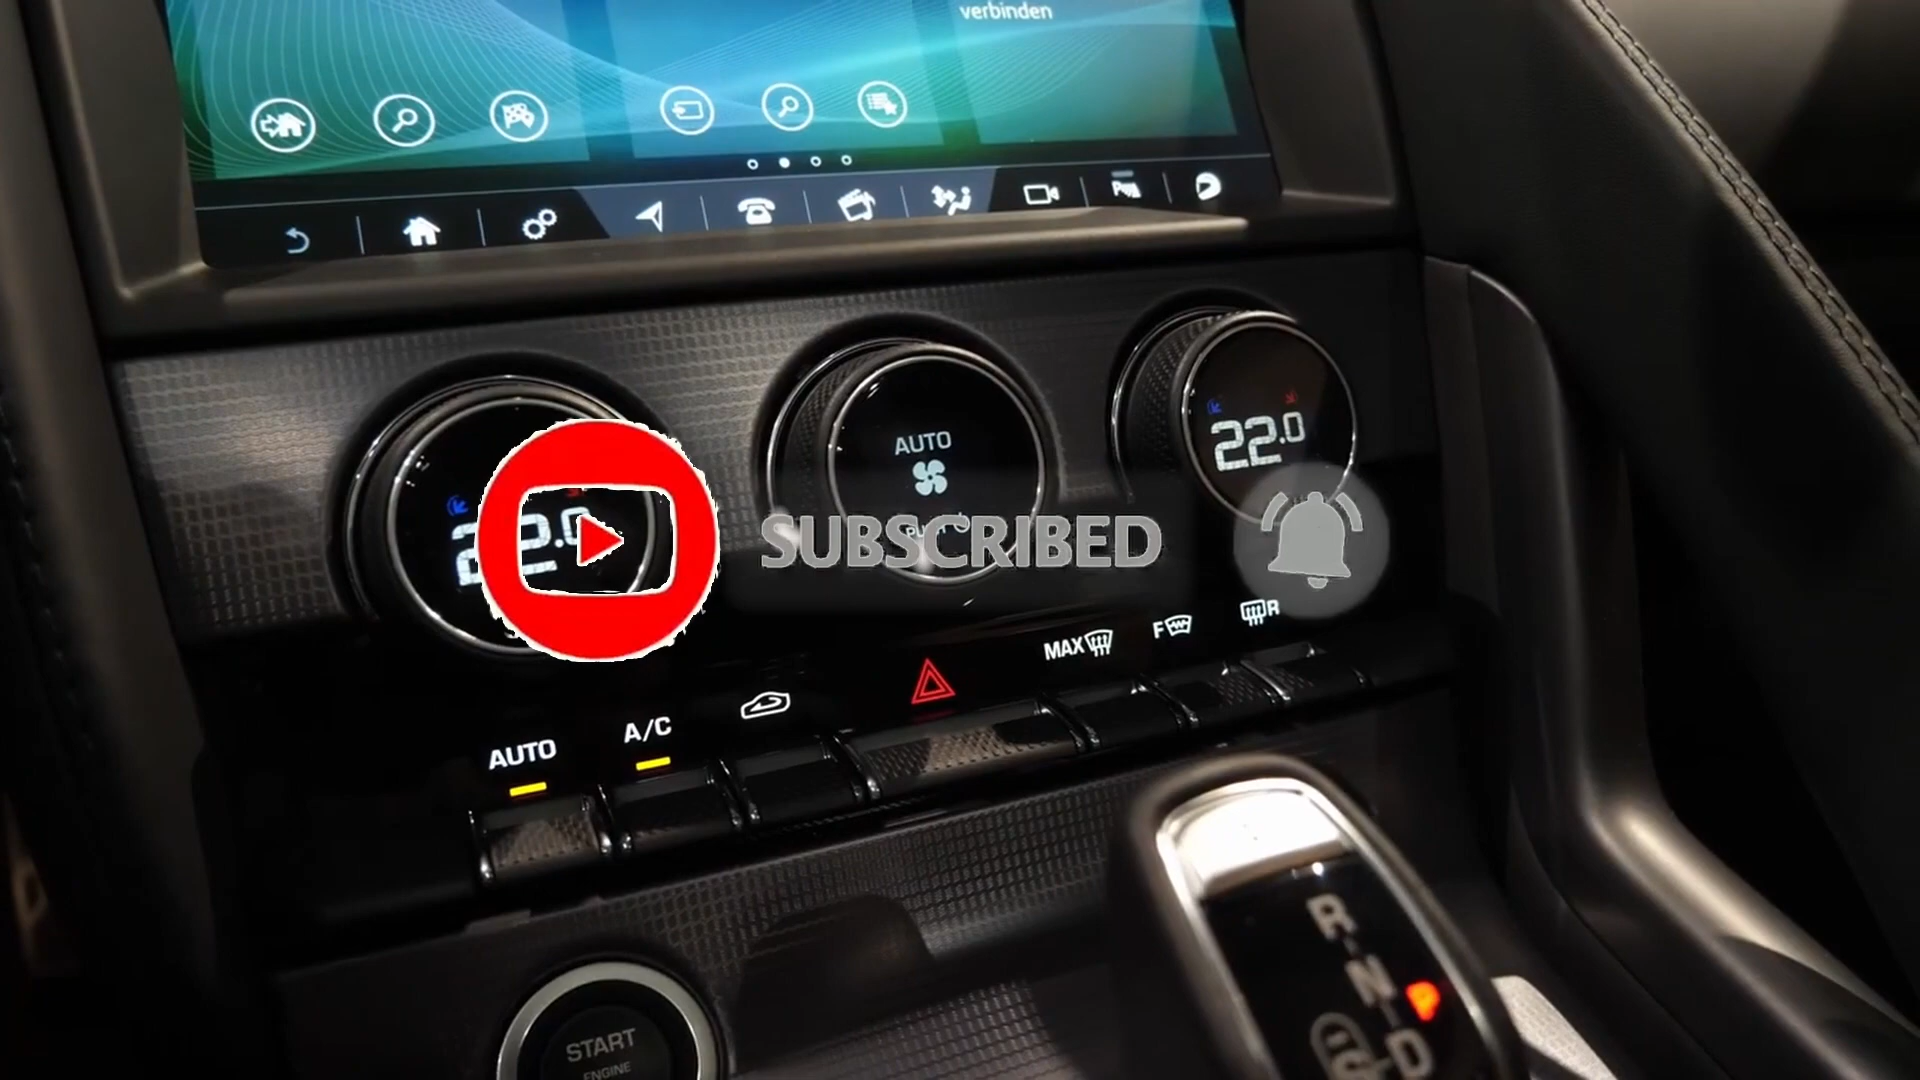 verbinden
AUTO
22.0
22.0
SUBSCRIBED
MAX
F
R
A/C
AUTO
R
N
P
D
START
ENGINE